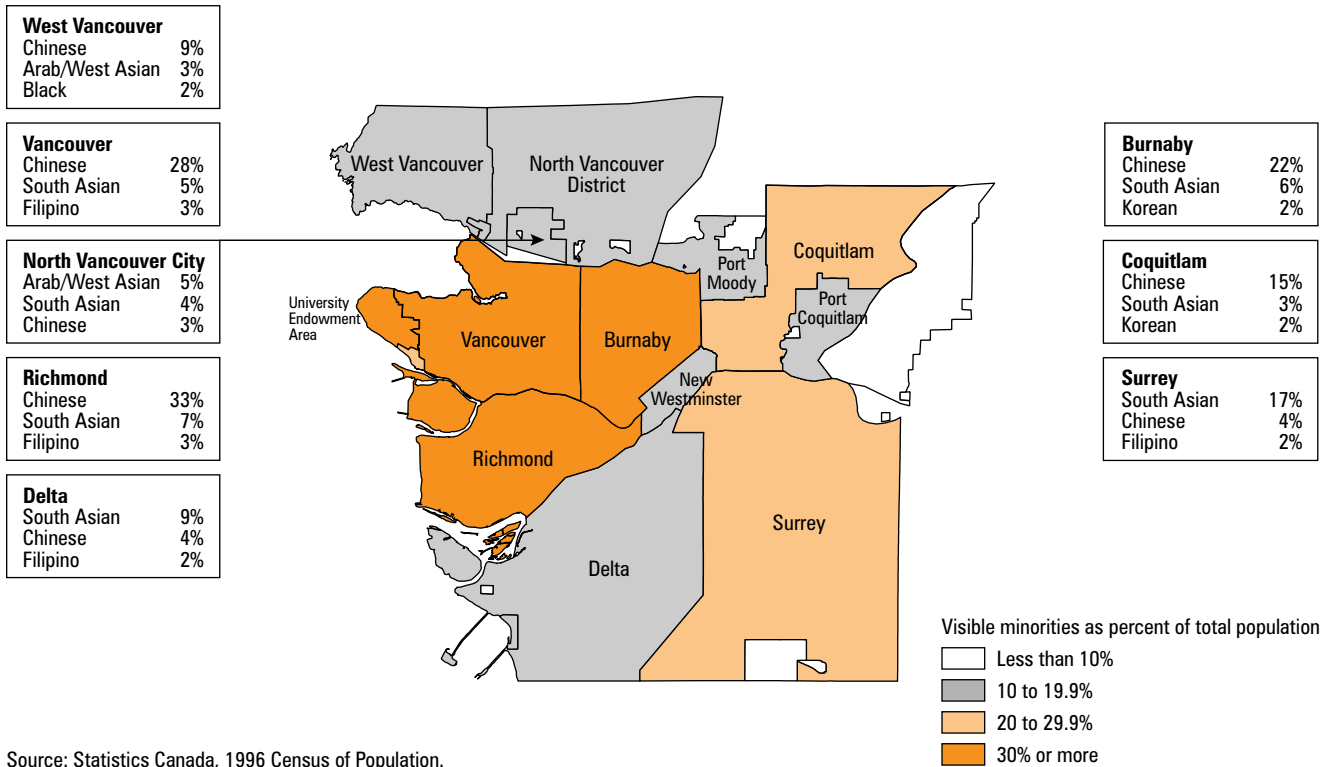 West Vancouver
Chinese 9%
Arab/West Asian 3%
Black 2%
Vancouver
Chinese 28%
South Asian 5%
Filipino 3%
North Vancouver City
Arab/West Asian 5%
South Asian 4%
Chinese 3%
Richmond
Chinese 33%
South Asian 7%
Filipino 3%
Delta
South Asian 9%
Chinese 4%
Filipino 2%
West Vancouver
North Vancouver
District
Port
Moody
Coquitlam
Port
Coquitlam
University
Endowment
Area
Vancouver
Burnaby
New
Westminster
Richmond
Surrey
Delta
Burnaby
Chinese 22%
South Asian 6%
Korean 2%
Coquitlam
Chinese 15%
South Asian 3%
Korean 2%
Surrey
South Asian 17%
Chinese 4%
Filipino 2%
Visible minorities as percent of total population
Less than 10%
10 to 19.9%
20 to 29.9%
30% or more
Source: Statistics Canada, 1996 Census of Population.